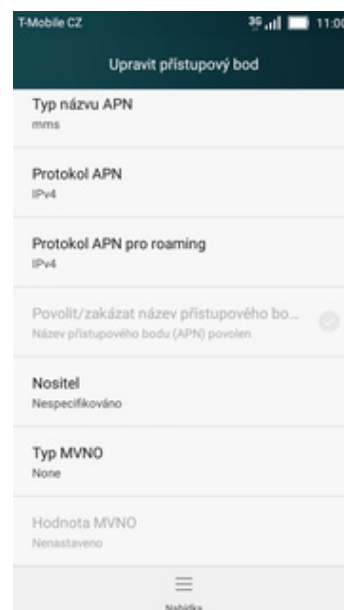 T-Mobile CZ 3G 11:00
Upravit přístupový bod
Typ názvu APN
mms
Protokol APN
IPv4
Protokol APN pro roaming
IPv4
Povolit/zakázat název přístupového bo...
Název přístupového bodu (APN) povolen
Nositel
Nespecifikováno
Typ MVNO
None
Hodnota MVNO
Nenastaveno
Nabídka